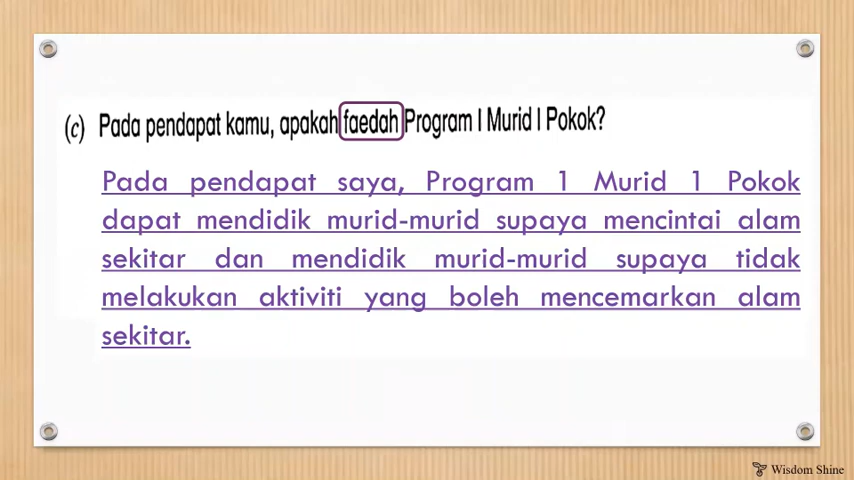 (c) Pada pendapat kamu, apakah faedah Program 1 Murid 1 Pokok?
Pada pendapat saya, Program 1 Murid 1 Pokok
dapat mendidik murid-murid supaya mencintai alam
sekitar dan mendidik murid-murid supaya tidak
melakukan aktiviti yang boleh mencemarkan alam
sekitar.
Wisdom Shine